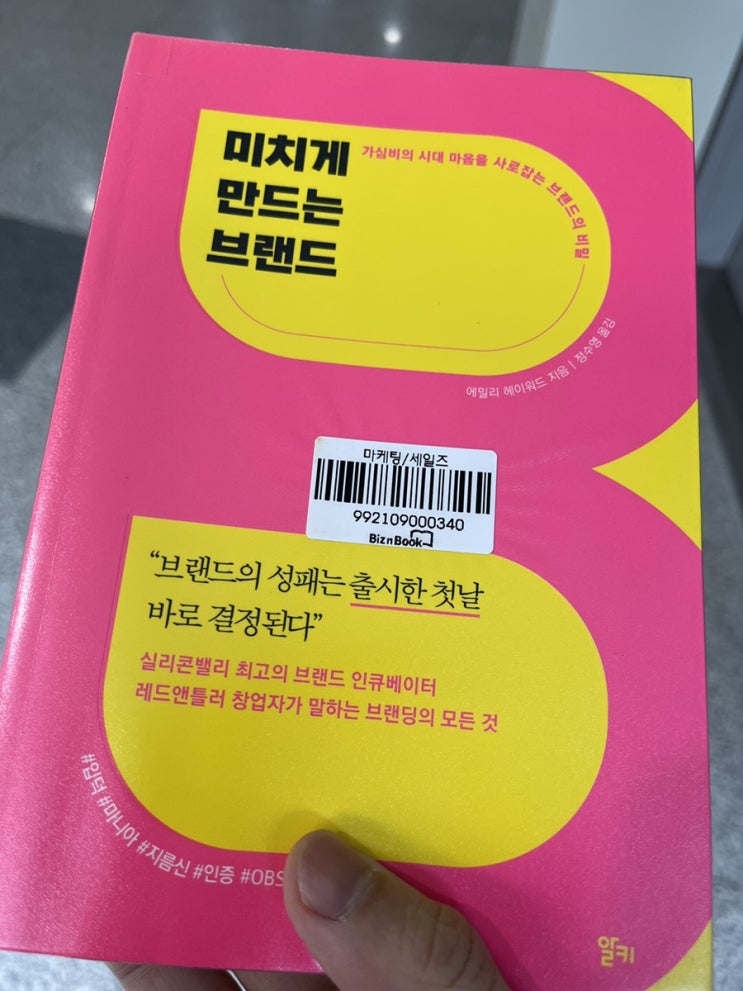 미치게
만드는
브랜드
가심비의 시대 마음을 사로잡는 브랜드의 비밀
에밀리 헤이워드 지음 | 정수영 옮김
마케팅/세일즈
992109000340
BiznBook
“브랜드의 성패는 출시한 첫날
바로 결정된다”
실리콘밸리 최고의 브랜드 인큐베이터
레드앤틀러 창업자가 말하는 브랜딩의 모든 것
#입덕 #마니아 #지름신 #인증 #OBS
알키